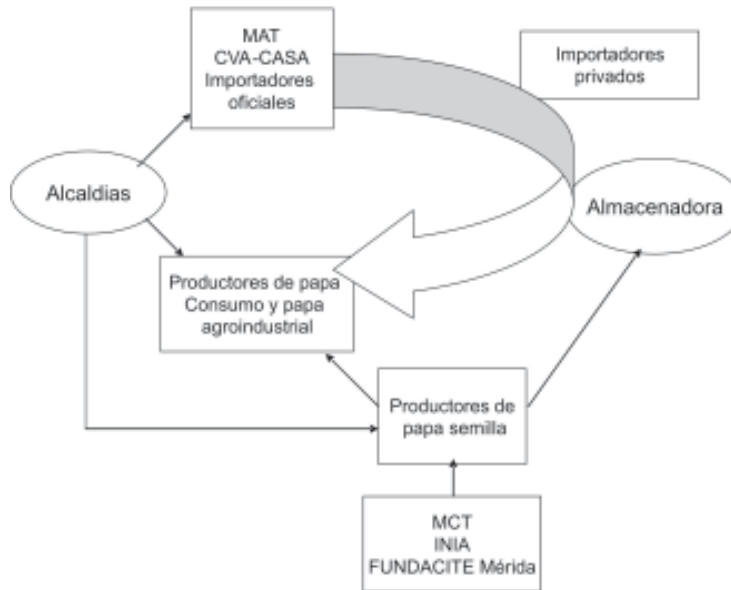 MAT
CVA-CASA
Importadores
oficiales
Importadores
privados
Alcaldias
Almacenadora
Productores de papa
Consumo y papa
agroindustrial
Productores de
papa semilla
MCT
INIA
FUNDACITE Mérida